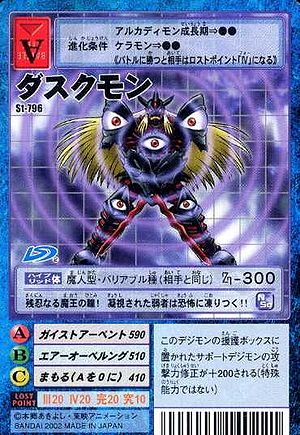 A
アルカディモン成長期⇨●●
進化条件 ケラモン⇨●●
《バトルに勝つと相手はロストポイント「Ⅳ」になる》
ダスクモン
St-796
ハイブリッド体 魔人型・バリアブル種(相手と同じ) 300
残忍なる魔王の瞳! 凝視された弱者は恐怖に凍りつく!!
A ガイストアーベント 590
B エアーオーベルング 510
C まもる(Aを0に) 410
このデジモンの援護ボックスに
置かれたサポートデジモンの攻
撃力修正が+200される(特殊
能力ではない)
LOST POINT Ⅲ20 Ⅳ20 完20 究10
©本郷あきよし・東映アニメーション
BANDAI 2002 MADE IN JAPAN